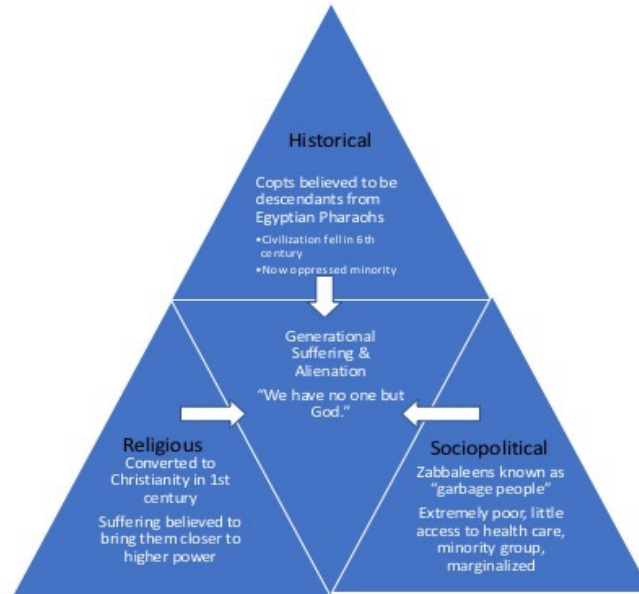 Historical
Copts believed to be
descendants from
Egyptian Pharaohs
•Civilization fell in 6th
century
•Now oppressed minority
Generational
Suffering &
Alienation
“We have no one but
God.”
Religious
Converted to
Christianity in 1st
century
Suffering believed to
bring them closer to
higher power
Sociopolitical
Zabbaleens known as
“garbage people”
Extremely poor, little
access to health care,
minority group,
marginalized